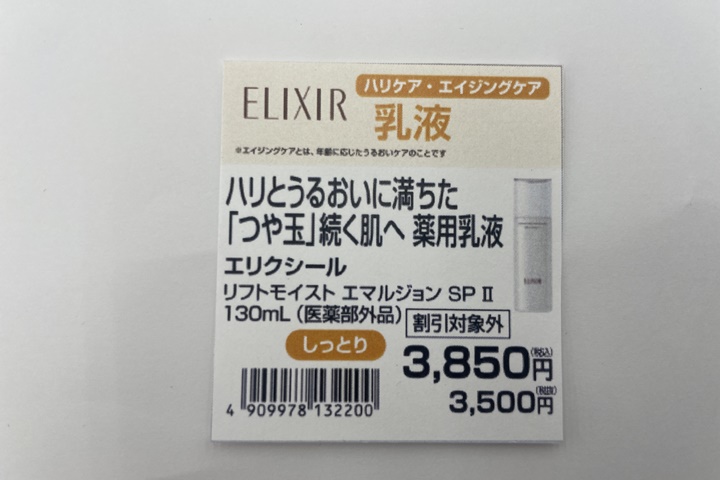 ELIXIR
ハリケア・エイジングケア
乳液
※エイジングケアとは、年齢に応じたうるおいケアのことです
ハリとうるおいに満ちた
「つや玉」続く肌へ 薬用乳液
エリクシール
リフトモイスト エマルジョン SP Ⅱ
130mL（医薬部外品）
割引対象外
しっとり
3,850円(税込)
3,500円(税抜)
4 909978 132200
ELIXIR